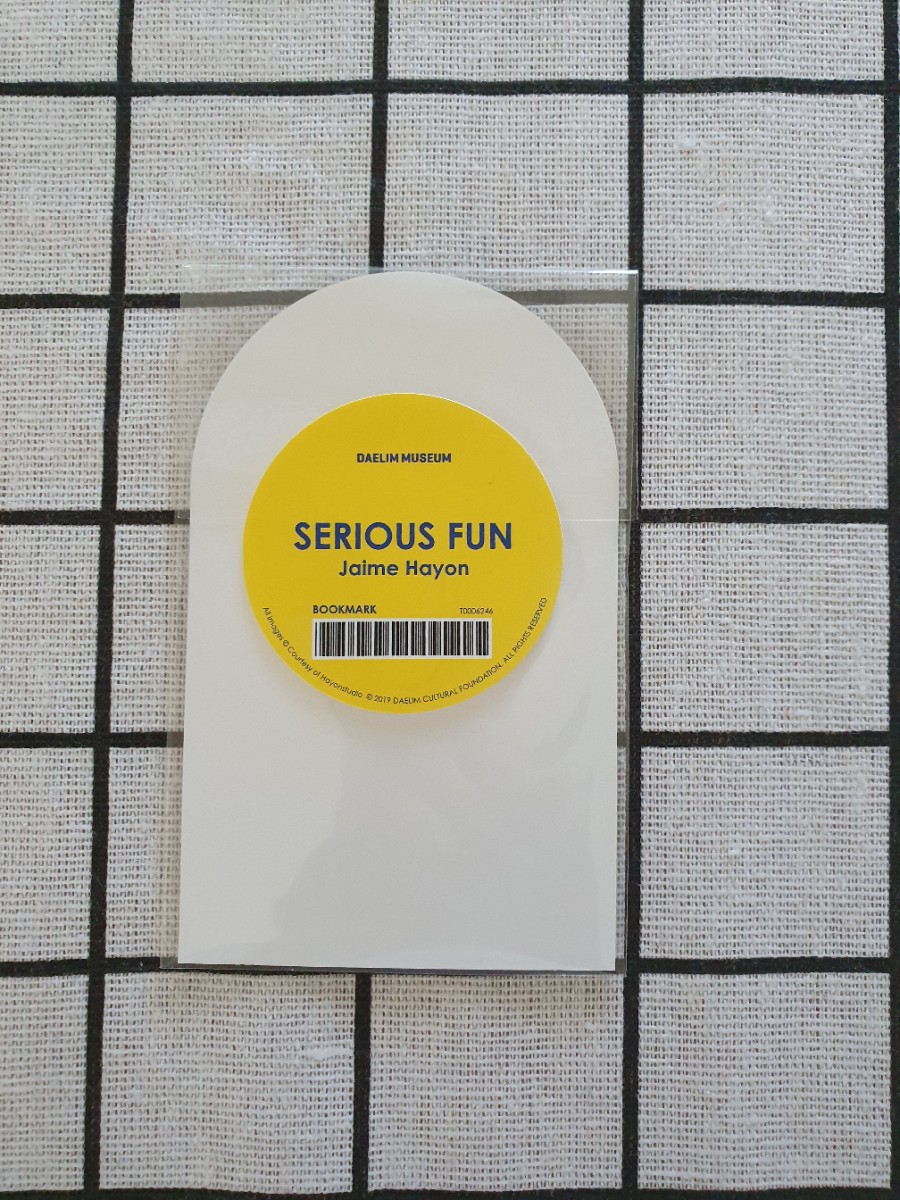 DAELIM MUSEUM
SERIOUS FUN
Jaime Hayon
BOOKMARK T0006246
All images © Courtesy of Hayonstudio © 2019 DAELIM CULTURAL FOUNDATION. ALL RIGHTS RESERVED